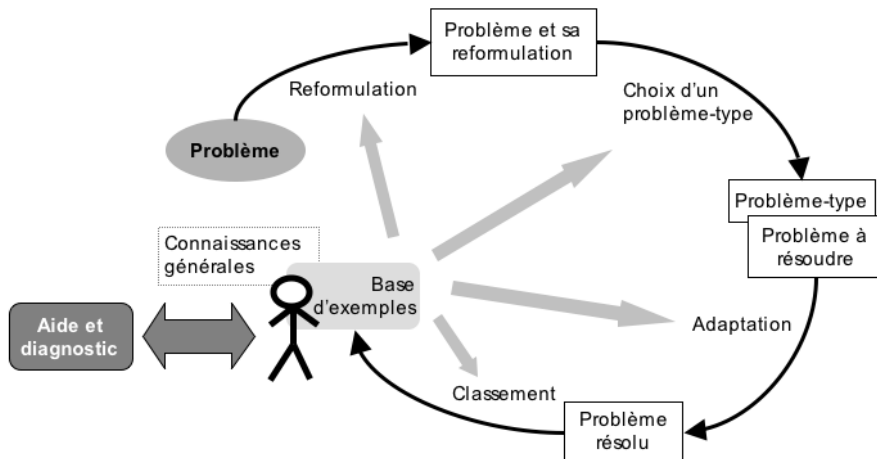 Problème et sa
reformulation
Reformulation
Choix d'un
problème-type
Problème
Problème-type
Problème à
résoudre
Connaissances
générales
Base
d'exemples
Aide et
diagnostic
Adaptation
Classement
Problème
résolu